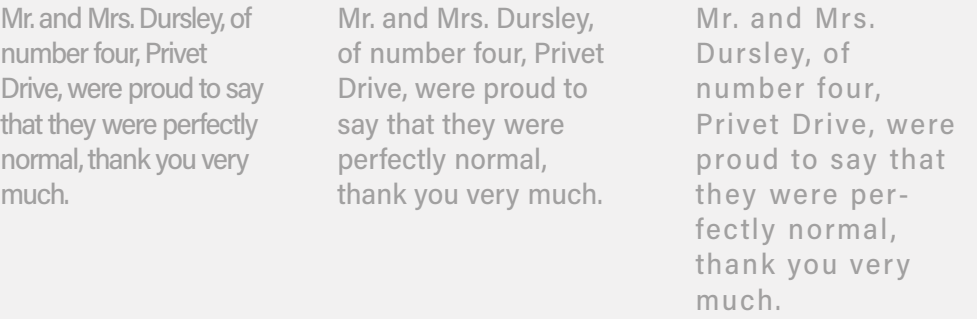 Mr. and Mrs. Dursley, of
number four, Privet
Drive, were proud to say
that they were perfectly
normal, thank you very
much.
Mr. and Mrs. Dursley,
of number four, Privet
Drive, were proud to
say that they were
perfectly normal,
thank you very much.
Mr. and Mrs.
Dursley, of
number four,
Privet Drive, were
proud to say that
they were per-
fectly normal,
thank you very
much.